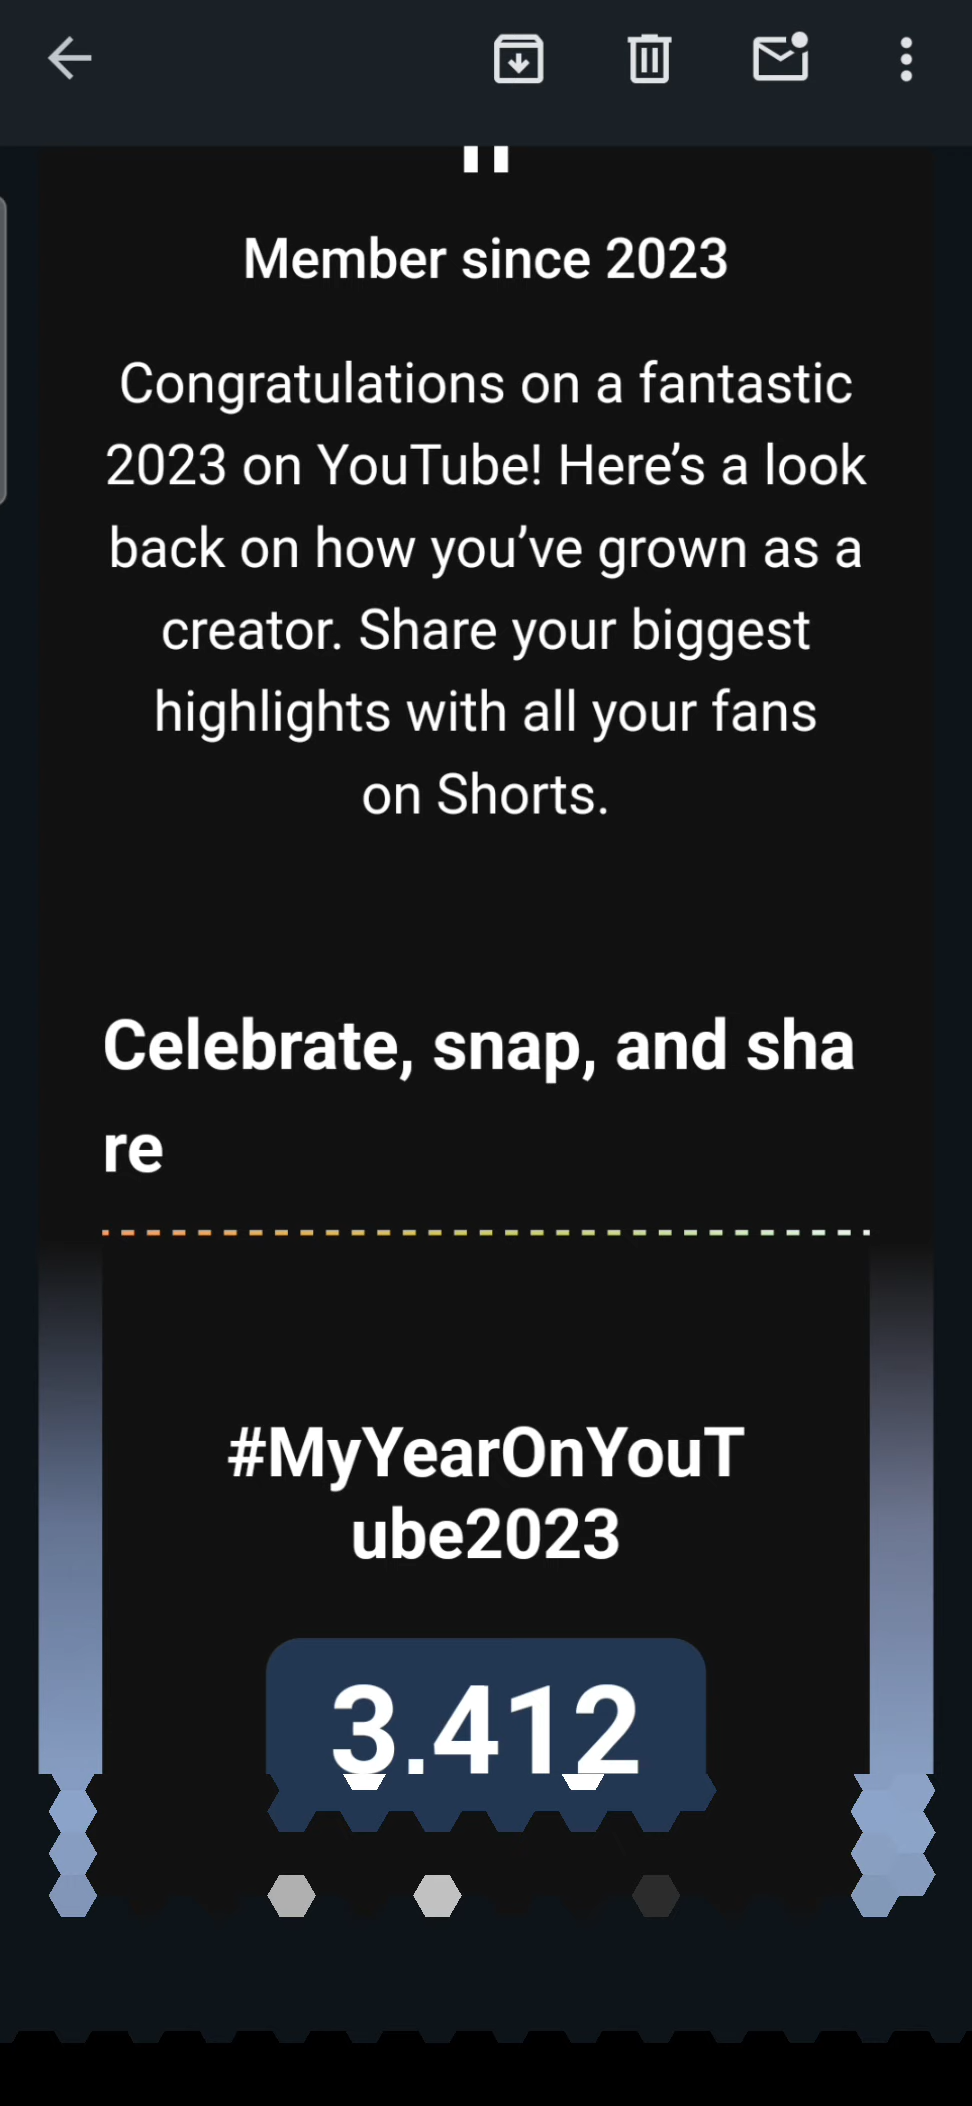 Member since 2023
Congratulations on a fantastic
2023 on YouTube! Here’s a look
back on how you’ve grown as a
creator. Share your biggest
highlights with all your fans
on Shorts.
Celebrate, snap, and sha
re
#MyYearOnYouT
ube2023
3.412